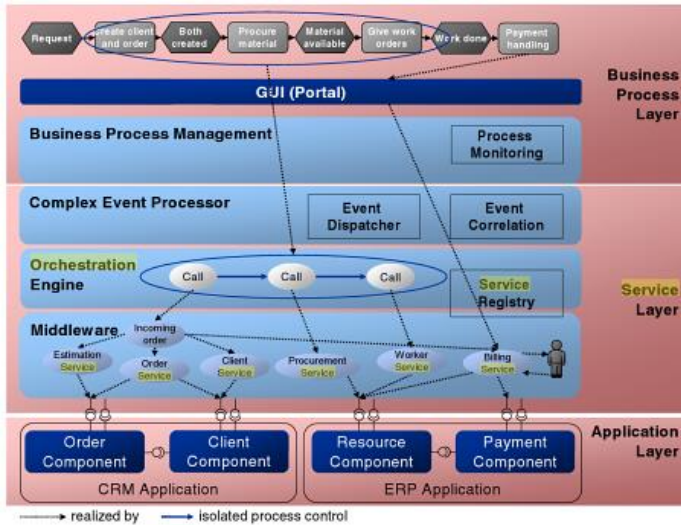 Request
Create client
and order
Both
created
Procure
material
Material
available
Give work
orders
Work done
Payment
handling
GUI (Portal)
Business
Process
Layer
Business Process Management
Process
Monitoring
Complex Event Processor
Event
Dispatcher
Event
Correlation
Orchestration
Engine
Call
Call
Call
Service
Registry
Service
Layer
Middleware
Incoming
order
Estimation
Service
Order
Service
Client
Service
Procurement
Service
Worker
Service
Billing
Service
Order
Component
Client
Component
Resource
Component
Payment
Component
Application
Layer
CRM Application
ERP Application
realized by
isolated process control